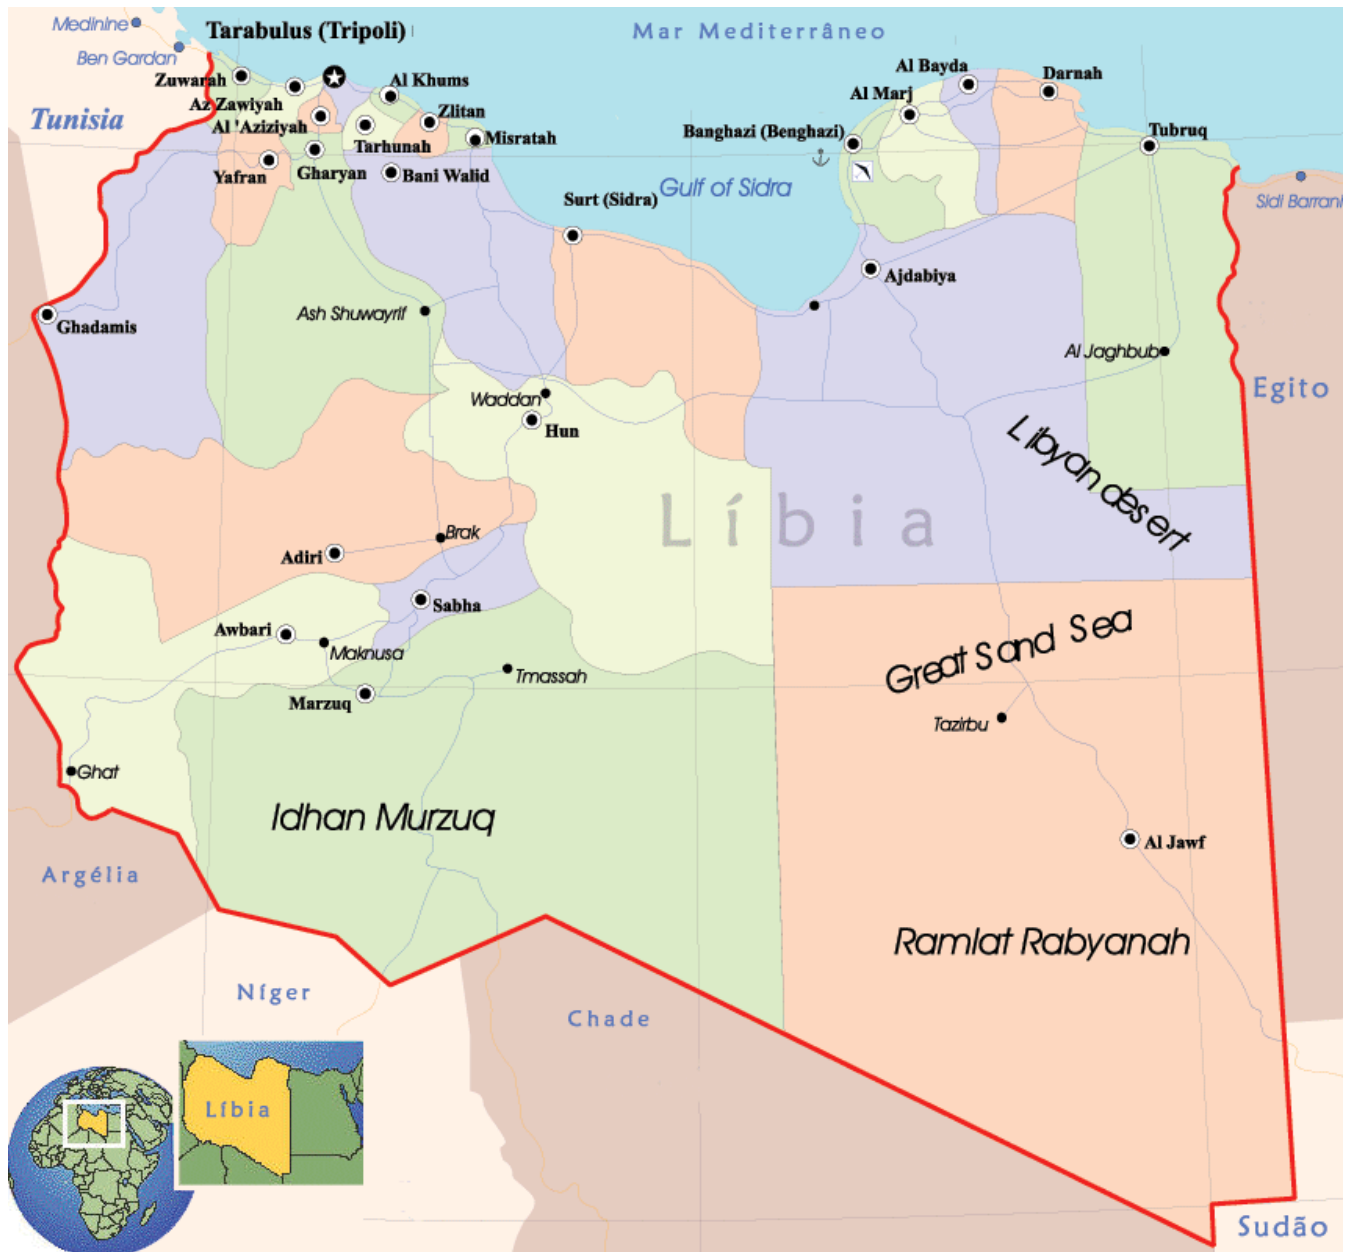 Medinine
Tarabulus (Tripoli)
Mar Mediterrâneo
Ben Gardan
Zuwarah
Al Khums
Al Bayda
Darnah
Az Zawiyah
Al Marj
Tunisia
Al 'Aziziyah
Zlitan
Banghazi (Benghazi)
Tubruq
Tarhunah
Misratah
Yafran
Gharyan
Bani Walid
Gulf of Sidra
Surt (Sidra)
Sidi Barrani
Ajdabiya
Ash Shuwayrif
Ghadamis
Al Jaghbub
Egito
Waddan
Hun
Libyan desert
Líbia
Brak
Adiri
Sabha
Awbari
Maknusa
Great Sand Sea
Tmassah
Marzuq
Tazirbu
Ghat
Idhan Murzuq
Al Jawf
Argélia
Ramlat Rabyanah
Níger
Chade
Líbia
Sudão